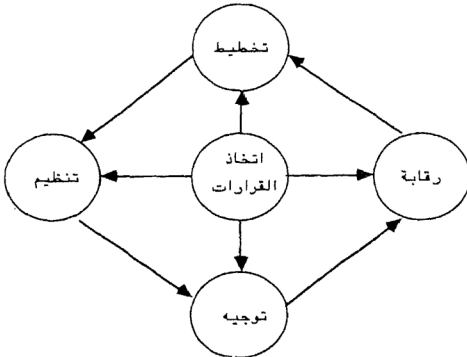 تخطيط
اتخاذ
القرارات
رقابة
تنظيم
توجيه